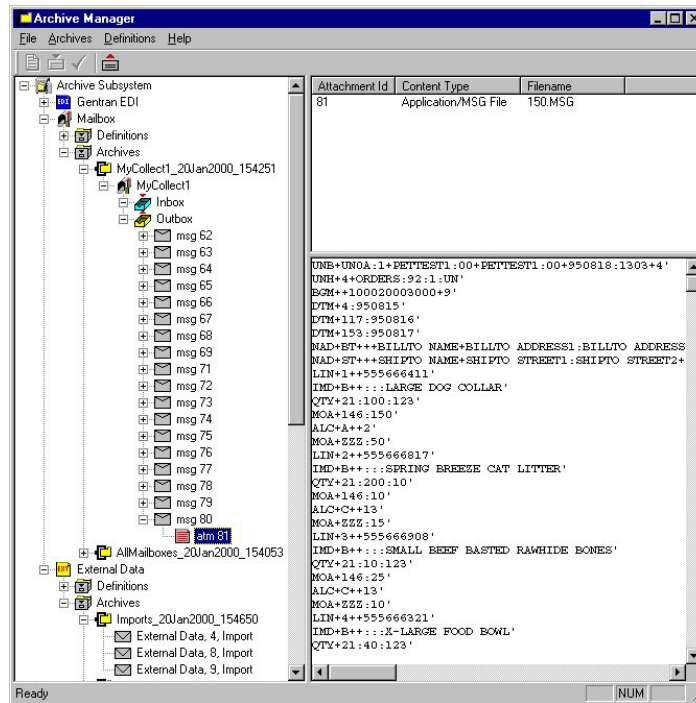 Archive Manager
File Archives Definitions Help
Archive Subsystem
EDI Gentran EDI
Mailbox
Definitions
Archives
MyCollect1_20Jan2000_154251
MyCollect1
Inbox
Outbox
msg 62
msg 63
msg 64
msg 65
msg 66
msg 67
msg 68
msg 69
msg 71
msg 72
msg 73
msg 74
msg 75
msg 76
msg 77
msg 78
msg 79
msg 80
atm 81
AllMailboxes_20Jan2000_154053
EXT External Data
Definitions
Archives
Imports_20Jan2000_154650
External Data, 4, Import
External Data, 8, Import
External Data, 9, Import
Attachment Id Content Type Filename
81 Application/MSG File 150.MSG
UNB+UNOA:1+PETTEST1:00+PETTEST1:00+950818:1303+4'
UNH+4+ORDERS:92:1:UN'
BGM++100020003000+9'
DTM+4:950815'
DTM+117:950816'
DTM+153:950817'
NAD+BT+++BILLTO NAME+BILLTO ADDRESS1:BILLTO ADDRESS
NAD+ST+++SHIPTO NAME+SHIPTO STREET1:SHIPTO STREET2+
LIN+1++555666411'
IMD+B++:::LARGE DOG COLLAR'
QTY+21:100:123'
MOA+146:150'
ALC+A++2'
MOA+ZZZ:50'
LIN+2++555666817'
IMD+B++:::SPRING BREEZE CAT LITTER'
QTY+21:200:10'
MOA+146:10'
ALC+C++13'
MOA+ZZZ:15'
LIN+3++555666908'
IMD+B++:::SMALL BEEF BASTED RAWHIDE BONES'
QTY+21:10:123'
MOA+146:25'
ALC+C++13'
MOA+ZZZ:10'
LIN+4++555666321'
IMD+B++:::X-LARGE FOOD BOWL'
QTY+21:40:123'
Ready NUM